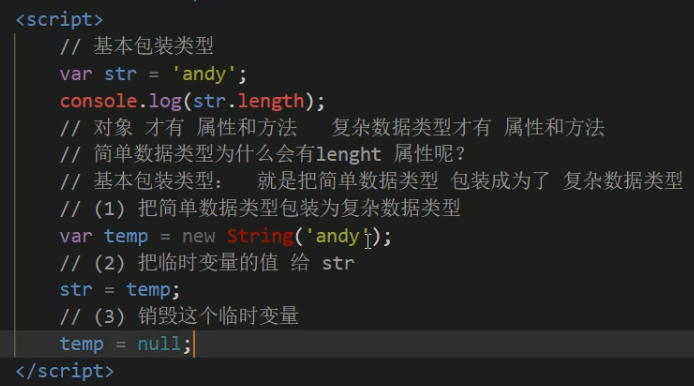 <script>
// 基本包装类型
var str = 'andy';
console.log(str.length);
// 对象 才有 属性和方法 复杂数据类型才有 属性和方法
// 简单数据类型为什么会有lenght 属性呢?
// 基本包装类型: 就是把简单数据类型 包装成为了 复杂数据类型
// (1) 把简单数据类型包装为复杂数据类型
var temp = new String('andy');
// (2) 把临时变量的值 给 str
str = temp;
// (3) 销毁这个临时变量
temp = null;
</script>